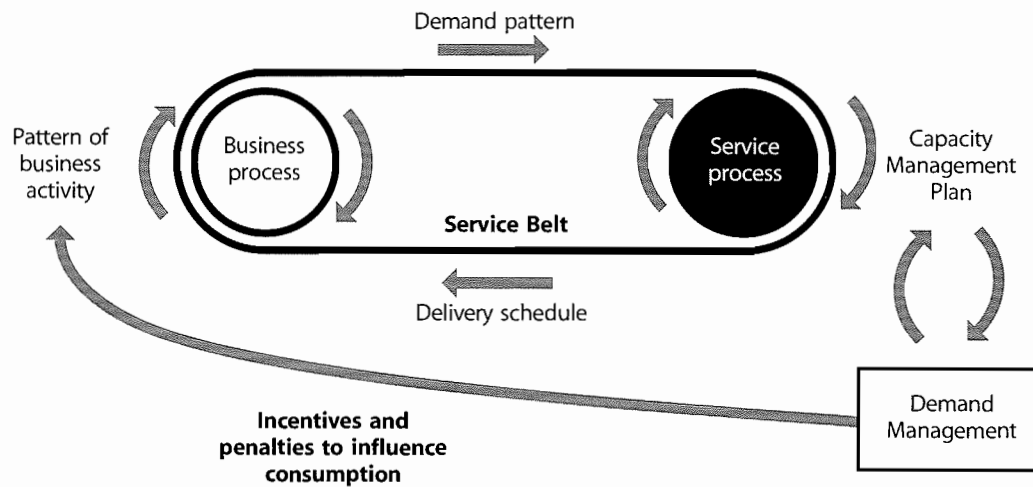 Demand pattern
Pattern of
business
activity
Business
process
Service
process
Capacity
Management
Plan
Service Belt
Delivery schedule
Incentives and
penalties to influence
consumption
Demand
Management